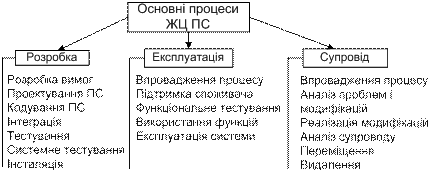 Основні процеси
ЖЦ ПС
Розробка
Розробка вимог
Проектування ПС
Кодування ПС
Інтеграція
Тестування
Системне тестування
Інсталяція
Експлуатація
Впровадження процесу
Підтримка споживача
Функціональне тестування
Використання функцій
Експлуатація системи
Супровід
Впровадження процесу
Аналіз проблем і
модифікацій
Реалізація модифікацій
Аналіз супроводу
Переміщення
Видалення